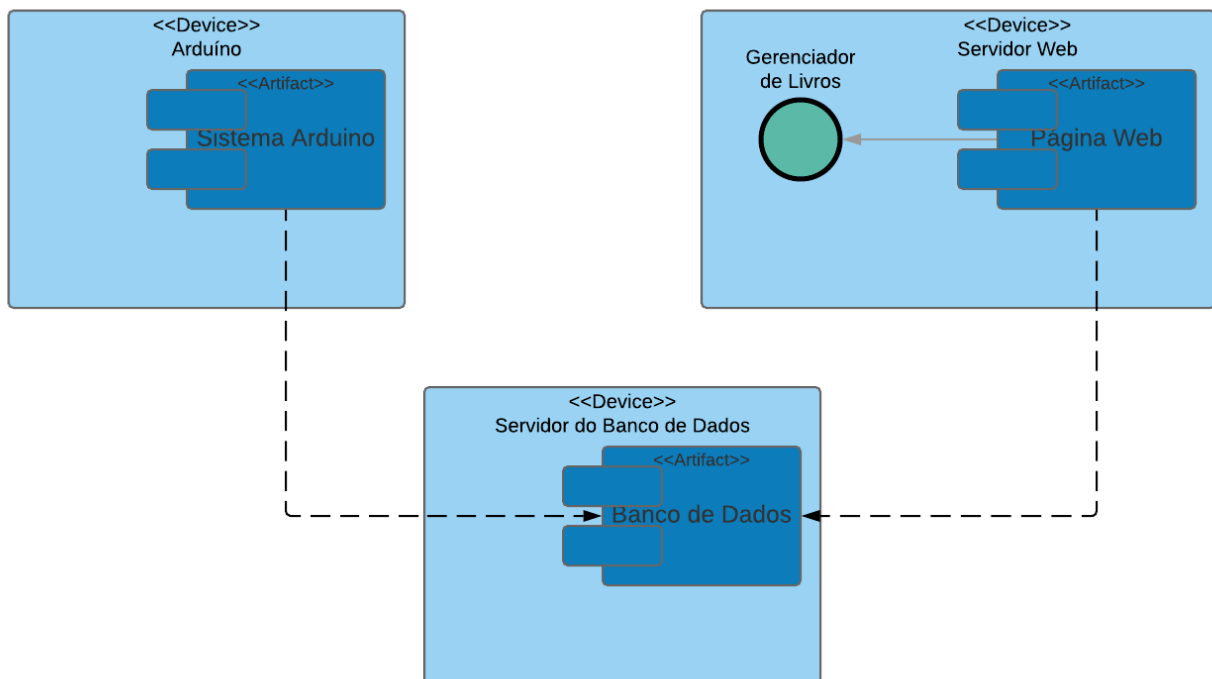 <<Device>>
Arduíno
<<Artifact>>
Sistema Arduino
<<Device>>
Servidor Web
Gerenciador
de Livros
<<Artifact>>
Página Web
<<Device>>
Servidor do Banco de Dados
<<Artifact>>
Banco de Dados